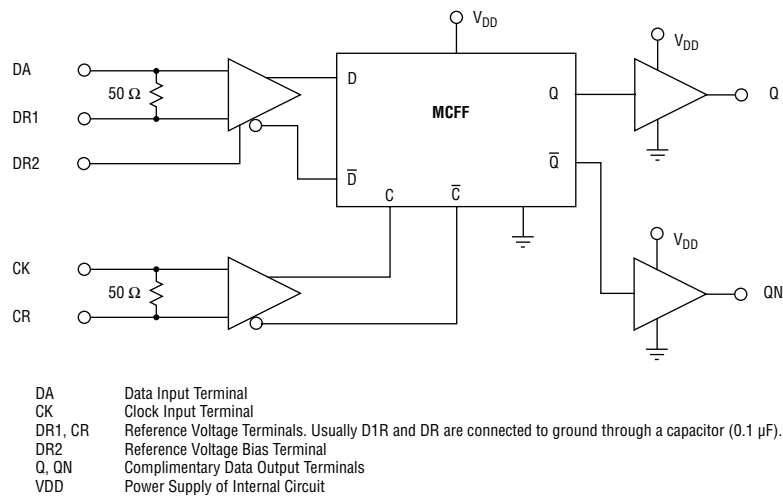 V_DD
V_DD
DA
50 Ω
DR1
DR2
D
D̅
MCFF
Q
Q̅
Q
C
C̅
V_DD
CK
50 Ω
CR
QN
DA Data Input Terminal
CK Clock Input Terminal
DR1, CR Reference Voltage Terminals. Usually D1R and DR are connected to ground through a capacitor (0.1 µF).
DR2 Reference Voltage Bias Terminal
Q, QN Complimentary Data Output Terminals
VDD Power Supply of Internal Circuit